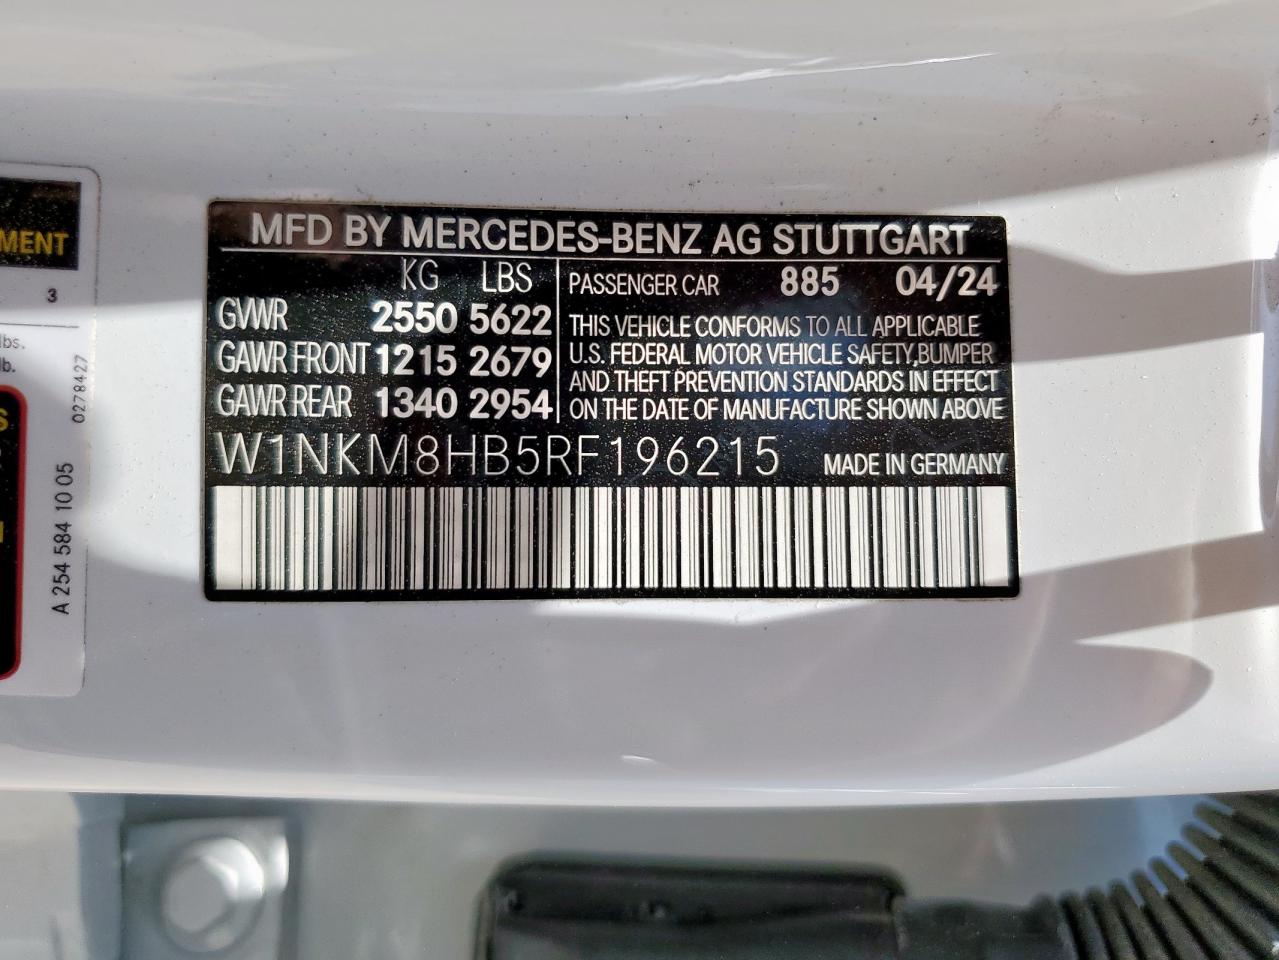 MENT
3
lbs.
lb.
S
0278427
A 254 584 10 05
MFD BY MERCEDES-BENZ AG STUTTGART
KG LBS
GVWR 2550 5622
GAWR FRONT 1215 2679
GAWR REAR 1340 2954
PASSENGER CAR 885 04/24
THIS VEHICLE CONFORMS TO ALL APPLICABLE
U.S. FEDERAL MOTOR VEHICLE SAFETY,BUMPER
AND THEFT PREVENTION STANDARDS IN EFFECT
ON THE DATE OF MANUFACTURE SHOWN ABOVE
W1NKM8HB5RF196215 MADE IN GERMANY